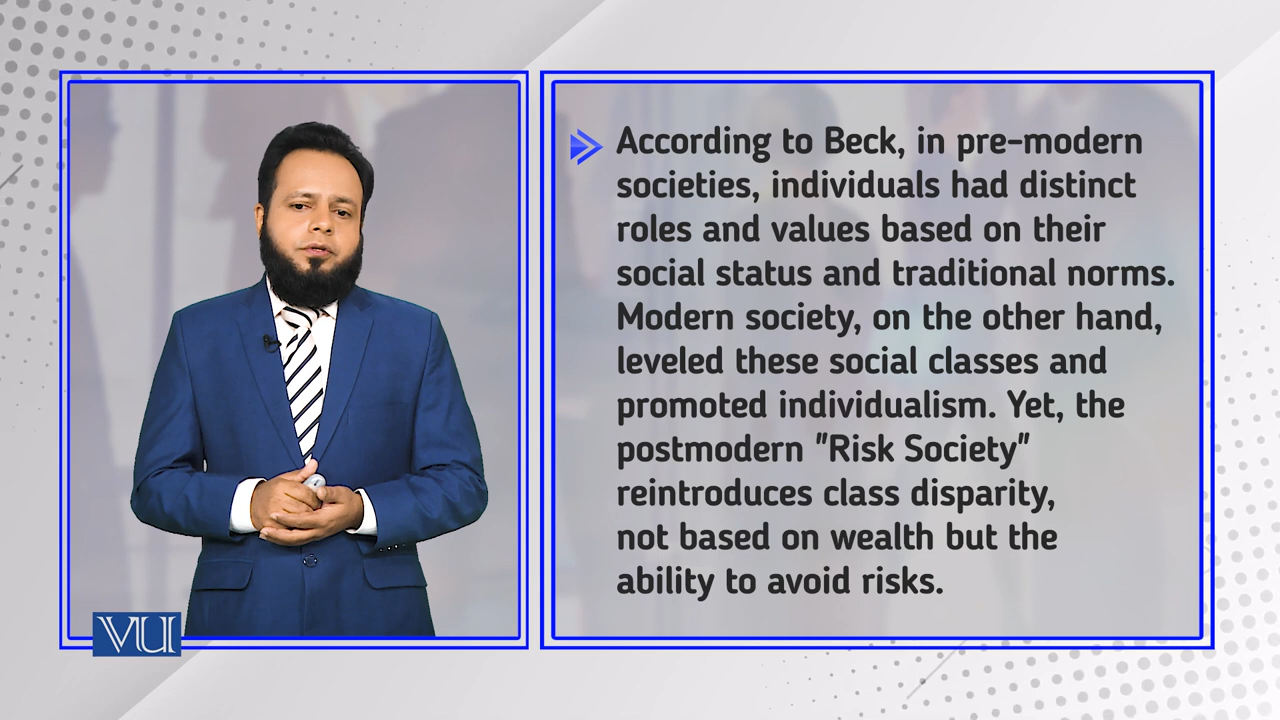 According to Beck, in pre-modern
societies, individuals had distinct
roles and values based on their
social status and traditional norms.
Modern society, on the other hand,
leveled these social classes and
promoted individualism. Yet, the
postmodern "Risk Society"
reintroduces class disparity,
not based on wealth but the
ability to avoid risks.
VU